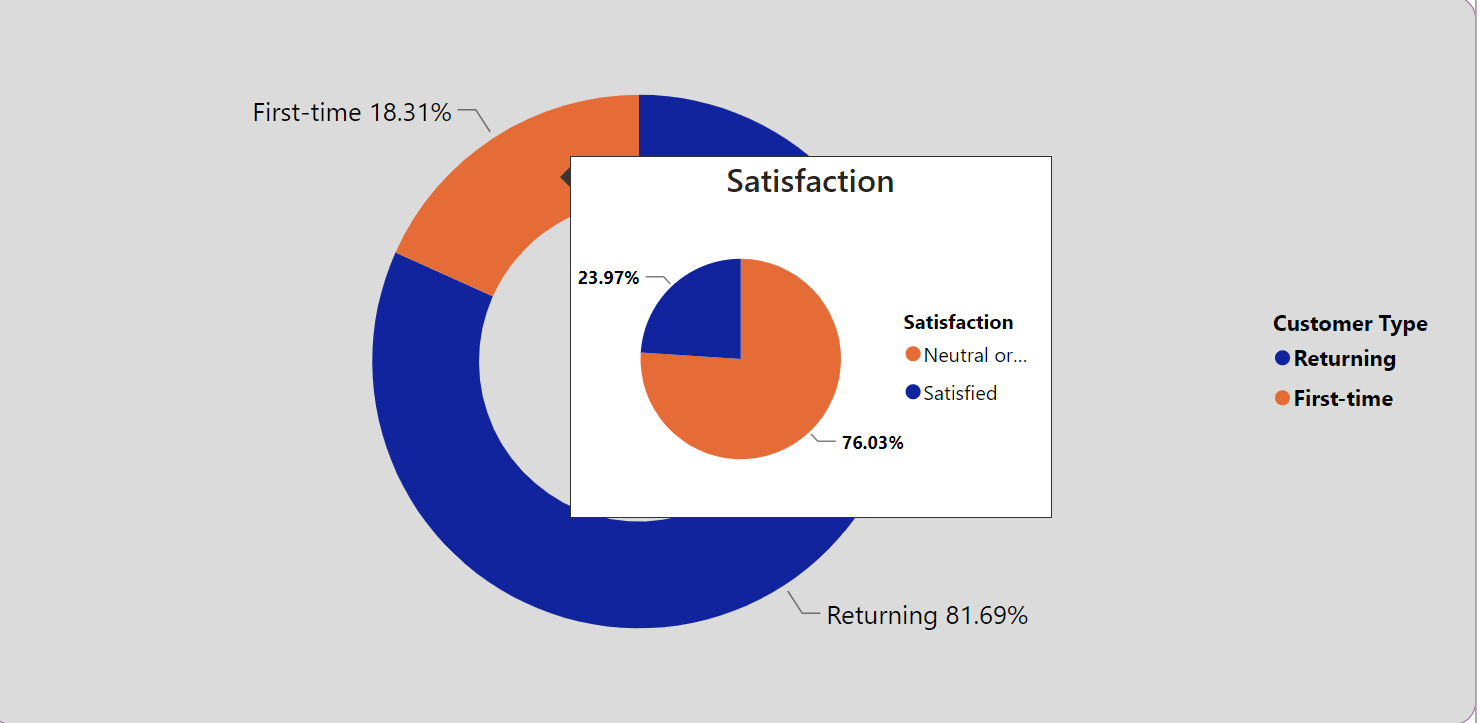 First-time 18.31%
Satisfaction
23.97%
76.03%
Satisfaction
Neutral or...
Satisfied
Returning 81.69%
Customer Type
Returning
First-time